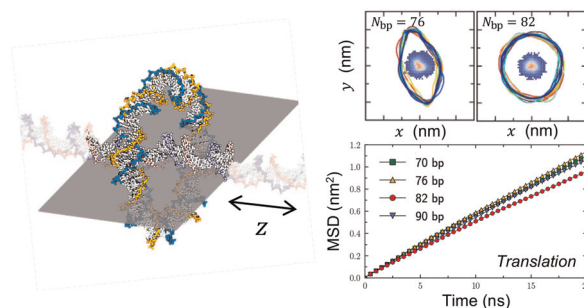 z
N_bp = 76
N_bp = 82
y (nm)
x (nm)
x (nm)
MSD (nm²)
1.2
1.0
0.8
0.6
0.4
0.2
0.0
70 bp
76 bp
82 bp
90 bp
Translation
0
5
10
15
Time (ns)